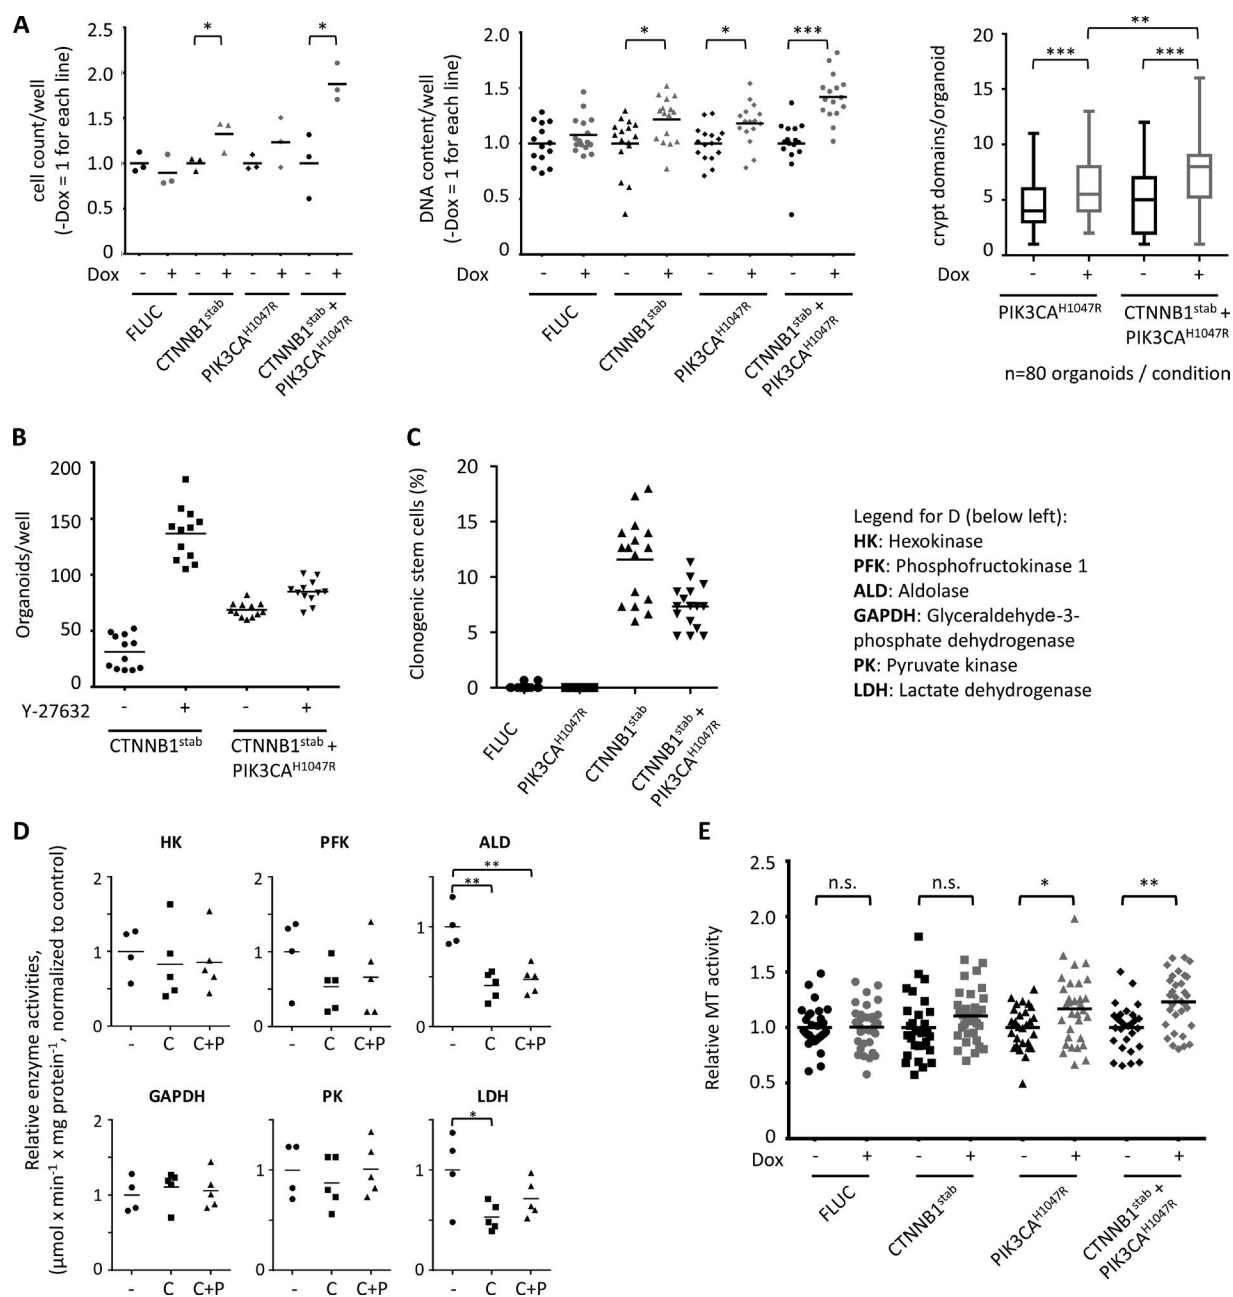 A
cell count/well
(-Dox = 1 for each line)
2.5
2.0
1.5
1.0
0.5
0
* *
Dox - + - + - + - +
FLUC
CTNNB1stab
PIK3CAH1047R
CTNNB1stab +
PIK3CAH1047R
DNA content/well
(-Dox = 1 for each line)
2.0
1.5
1.0
0.5
0
* * ***
Dox - + - + - + - +
FLUC
CTNNB1stab
PIK3CAH1047R
CTNNB1stab +
PIK3CAH1047R
crypt domains/organoid
20
15
10
5
0
**
*** ***
- + - +
PIK3CAH1047R
CTNNB1stab +
PIK3CAH1047R
n=80 organoids / condition
B
Organoids/well
200
150
100
50
0
Y-27632 - + - +
CTNNB1stab
CTNNB1stab +
PIK3CAH1047R
C
Clonogenic stem cells (%)
20
15
10
5
0
FLUC
PIK3CAH1047R
CTNNB1stab
CTNNB1stab +
PIK3CAH1047R
Legend for D (below left):
HK: Hexokinase
PFK: Phosphofructokinase 1
ALD: Aldolase
GAPDH: Glyceraldehyde-3-
phosphate dehydrogenase
PK: Pyruvate kinase
LDH: Lactate dehydrogenase
D
Relative enzyme activities,
(μmol x min-1 x mg protein-1, normalized to control)
HK
2
1
0
- C C+P
PFK
2
1
0
- C C+P
ALD
2
1
0
**
**
- C C+P
GAPDH
2
1
0
- C C+P
PK
1
0
- C C+P
LDH
1
0
*
- C C+P
E
Relative MT activity
2.5
2.0
1.5
1.0
0.5
0
n.s. n.s. * **
Dox - + - + - + - +
FLUC
CTNNB1stab
PIK3CAH1047R
CTNNB1stab +
PIK3CAH1047R